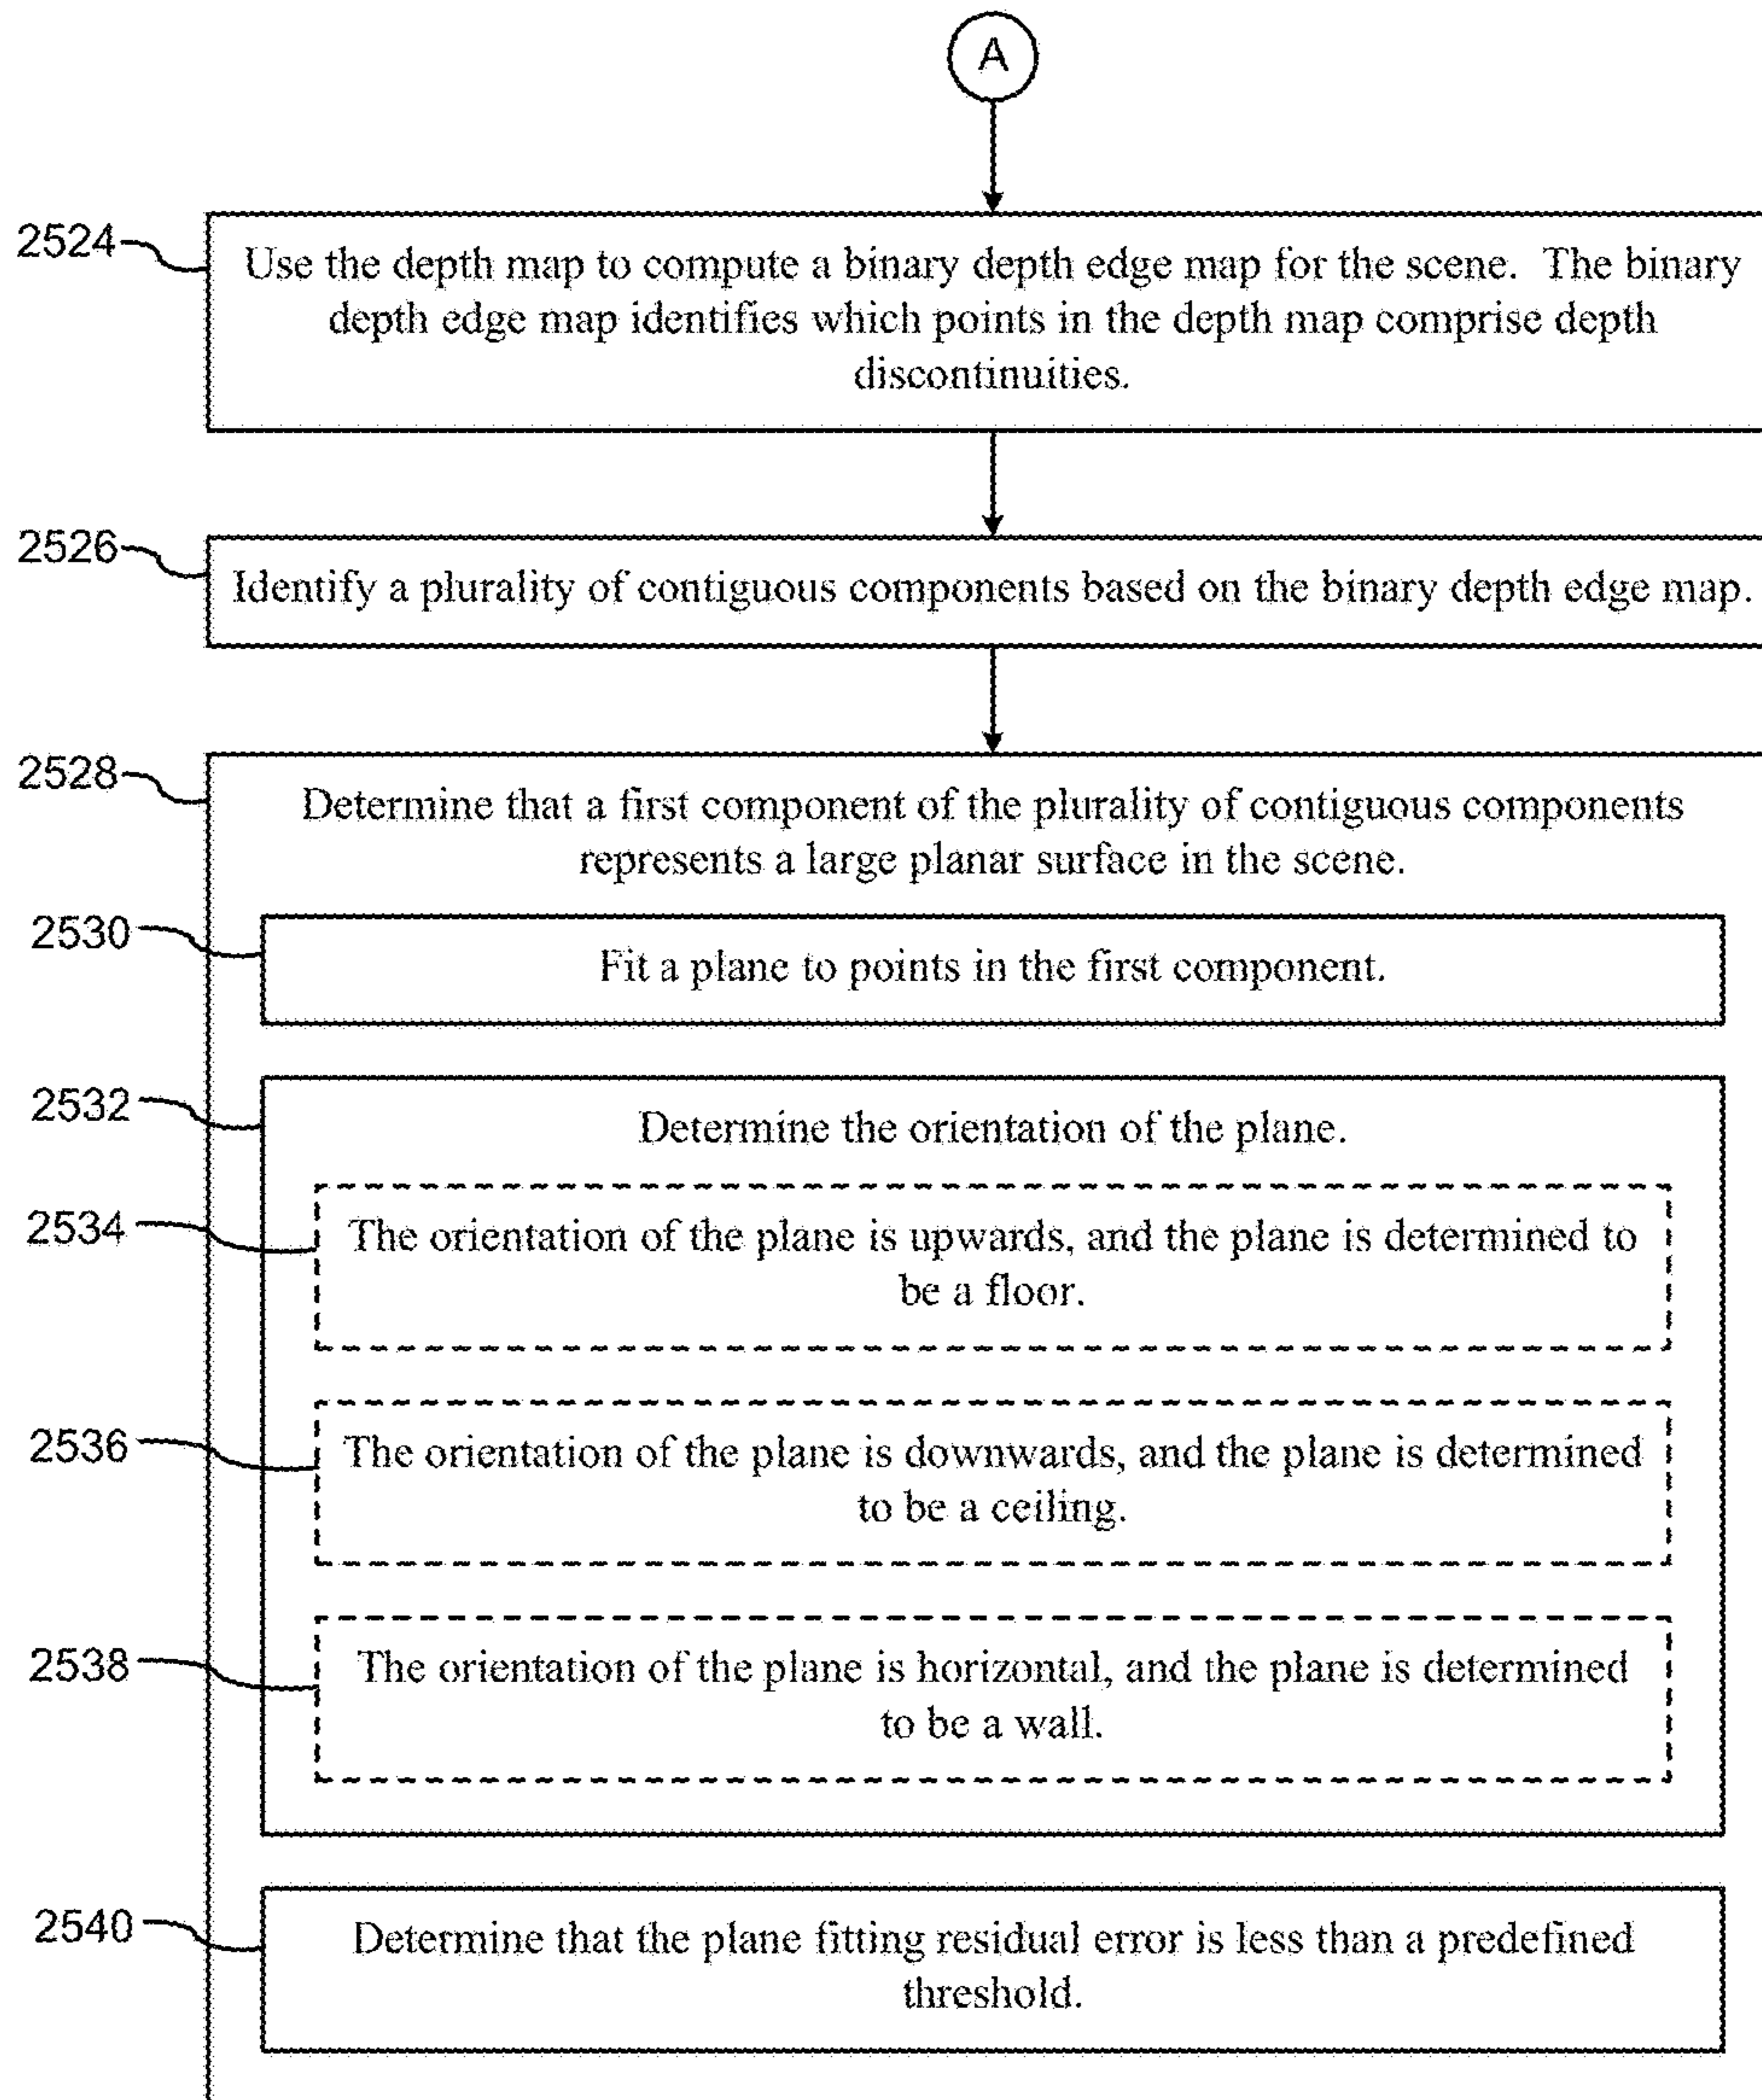 A
2524
Use the depth map to compute a binary depth edge map for the scene. The binary
depth edge map identifies which points in the depth map comprise depth
discontinuities.
2526
Identify a plurality of contiguous components based on the binary depth edge map.
2528
Determine that a first component of the plurality of contiguous components
represents a large planar surface in the scene.
2530
Fit a plane to points in the first component.
2532
Determine the orientation of the plane.
2534
The orientation of the plane is upwards, and the plane is determined to
be a floor.
2536
The orientation of the plane is downwards, and the plane is determined
to be a ceiling.
2538
The orientation of the plane is horizontal, and the plane is determined
to be a wall.
2540
Determine that the plane fitting residual error is less than a predefined
threshold.